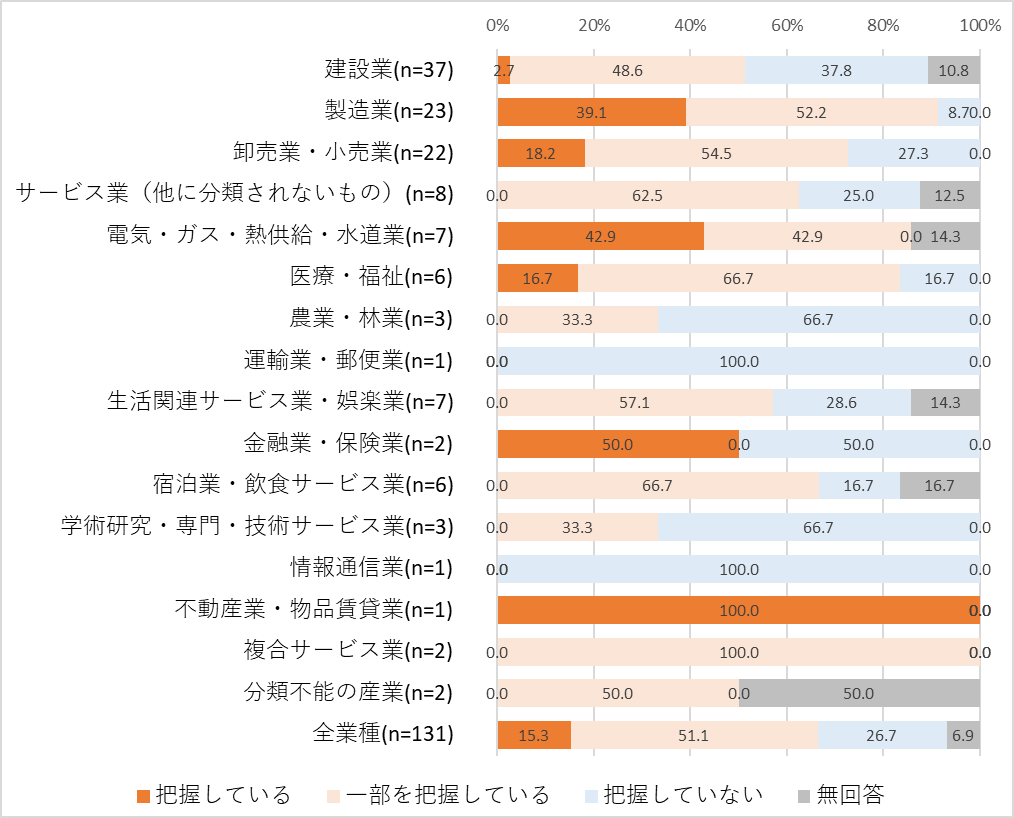 0% 20% 40% 60% 80% 100%
建設業(n=37) 2.7 48.6 37.8 10.8
製造業(n=23) 39.1 52.2 8.7 0.0
卸売業・小売業(n=22) 18.2 54.5 27.3 0.0
サービス業（他に分類されないもの）(n=8) 0.0 62.5 25.0 12.5
電気・ガス・熱供給・水道業(n=7) 42.9 42.9 0.0 14.3
医療・福祉(n=6) 16.7 66.7 16.7 0.0
農業・林業(n=3) 0.0 33.3 66.7 0.0
運輸業・郵便業(n=1) 0.0 0.0 100.0 0.0
生活関連サービス業・娯楽業(n=7) 0.0 57.1 28.6 14.3
金融業・保険業(n=2) 50.0 0.0 50.0 0.0
宿泊業・飲食サービス業(n=6) 0.0 66.7 16.7 16.7
学術研究・専門・技術サービス業(n=3) 0.0 33.3 66.7 0.0
情報通信業(n=1) 0.0 0.0 100.0 0.0
不動産業・物品賃貸業(n=1) 100.0 0.0 0.0 0.0
複合サービス業(n=2) 0.0 100.0 0.0 0.0
分類不能の産業(n=2) 0.0 50.0 0.0 50.0
全業種(n=131) 15.3 51.1 26.7 6.9
把握している 一部を把握している 把握していない 無回答